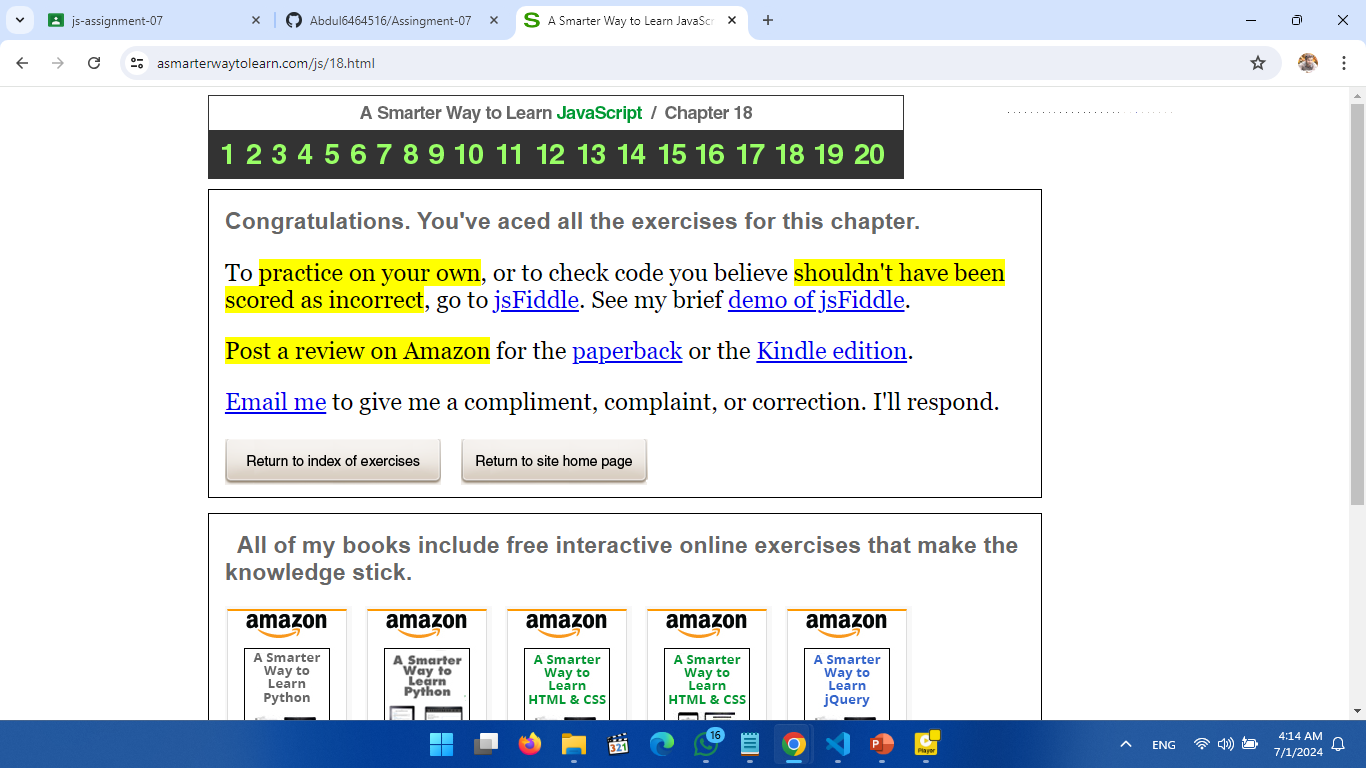 js-assignment-07
Abdul6464516/Assingment-07
A Smarter Way to Learn JavaScr
asmarterwaytolearn.com/js/18.html
A Smarter Way to Learn JavaScript / Chapter 18
1 2 3 4 5 6 7 8 9 10 11 12 13 14 15 16 17 18 19 20
Congratulations. You've aced all the exercises for this chapter.
To practice on your own, or to check code you believe shouldn't have been
scored as incorrect, go to jsFiddle. See my brief demo of jsFiddle.
Post a review on Amazon for the paperback or the Kindle edition.
Email me to give me a compliment, complaint, or correction. I'll respond.
Return to index of exercises
Return to site home page
All of my books include free interactive online exercises that make the
knowledge stick.
amazon
A Smarter
Way to
Learn
Python
amazon
A Smarter
Way to
Learn
Python
amazon
A Smarter
Way to
Learn
HTML & CSS
amazon
A Smarter
Way to
Learn
HTML & CSS
amazon
A Smarter
Way to
Learn
jQuery
321
16
Player
ENG
4:14 AM
7/1/2024